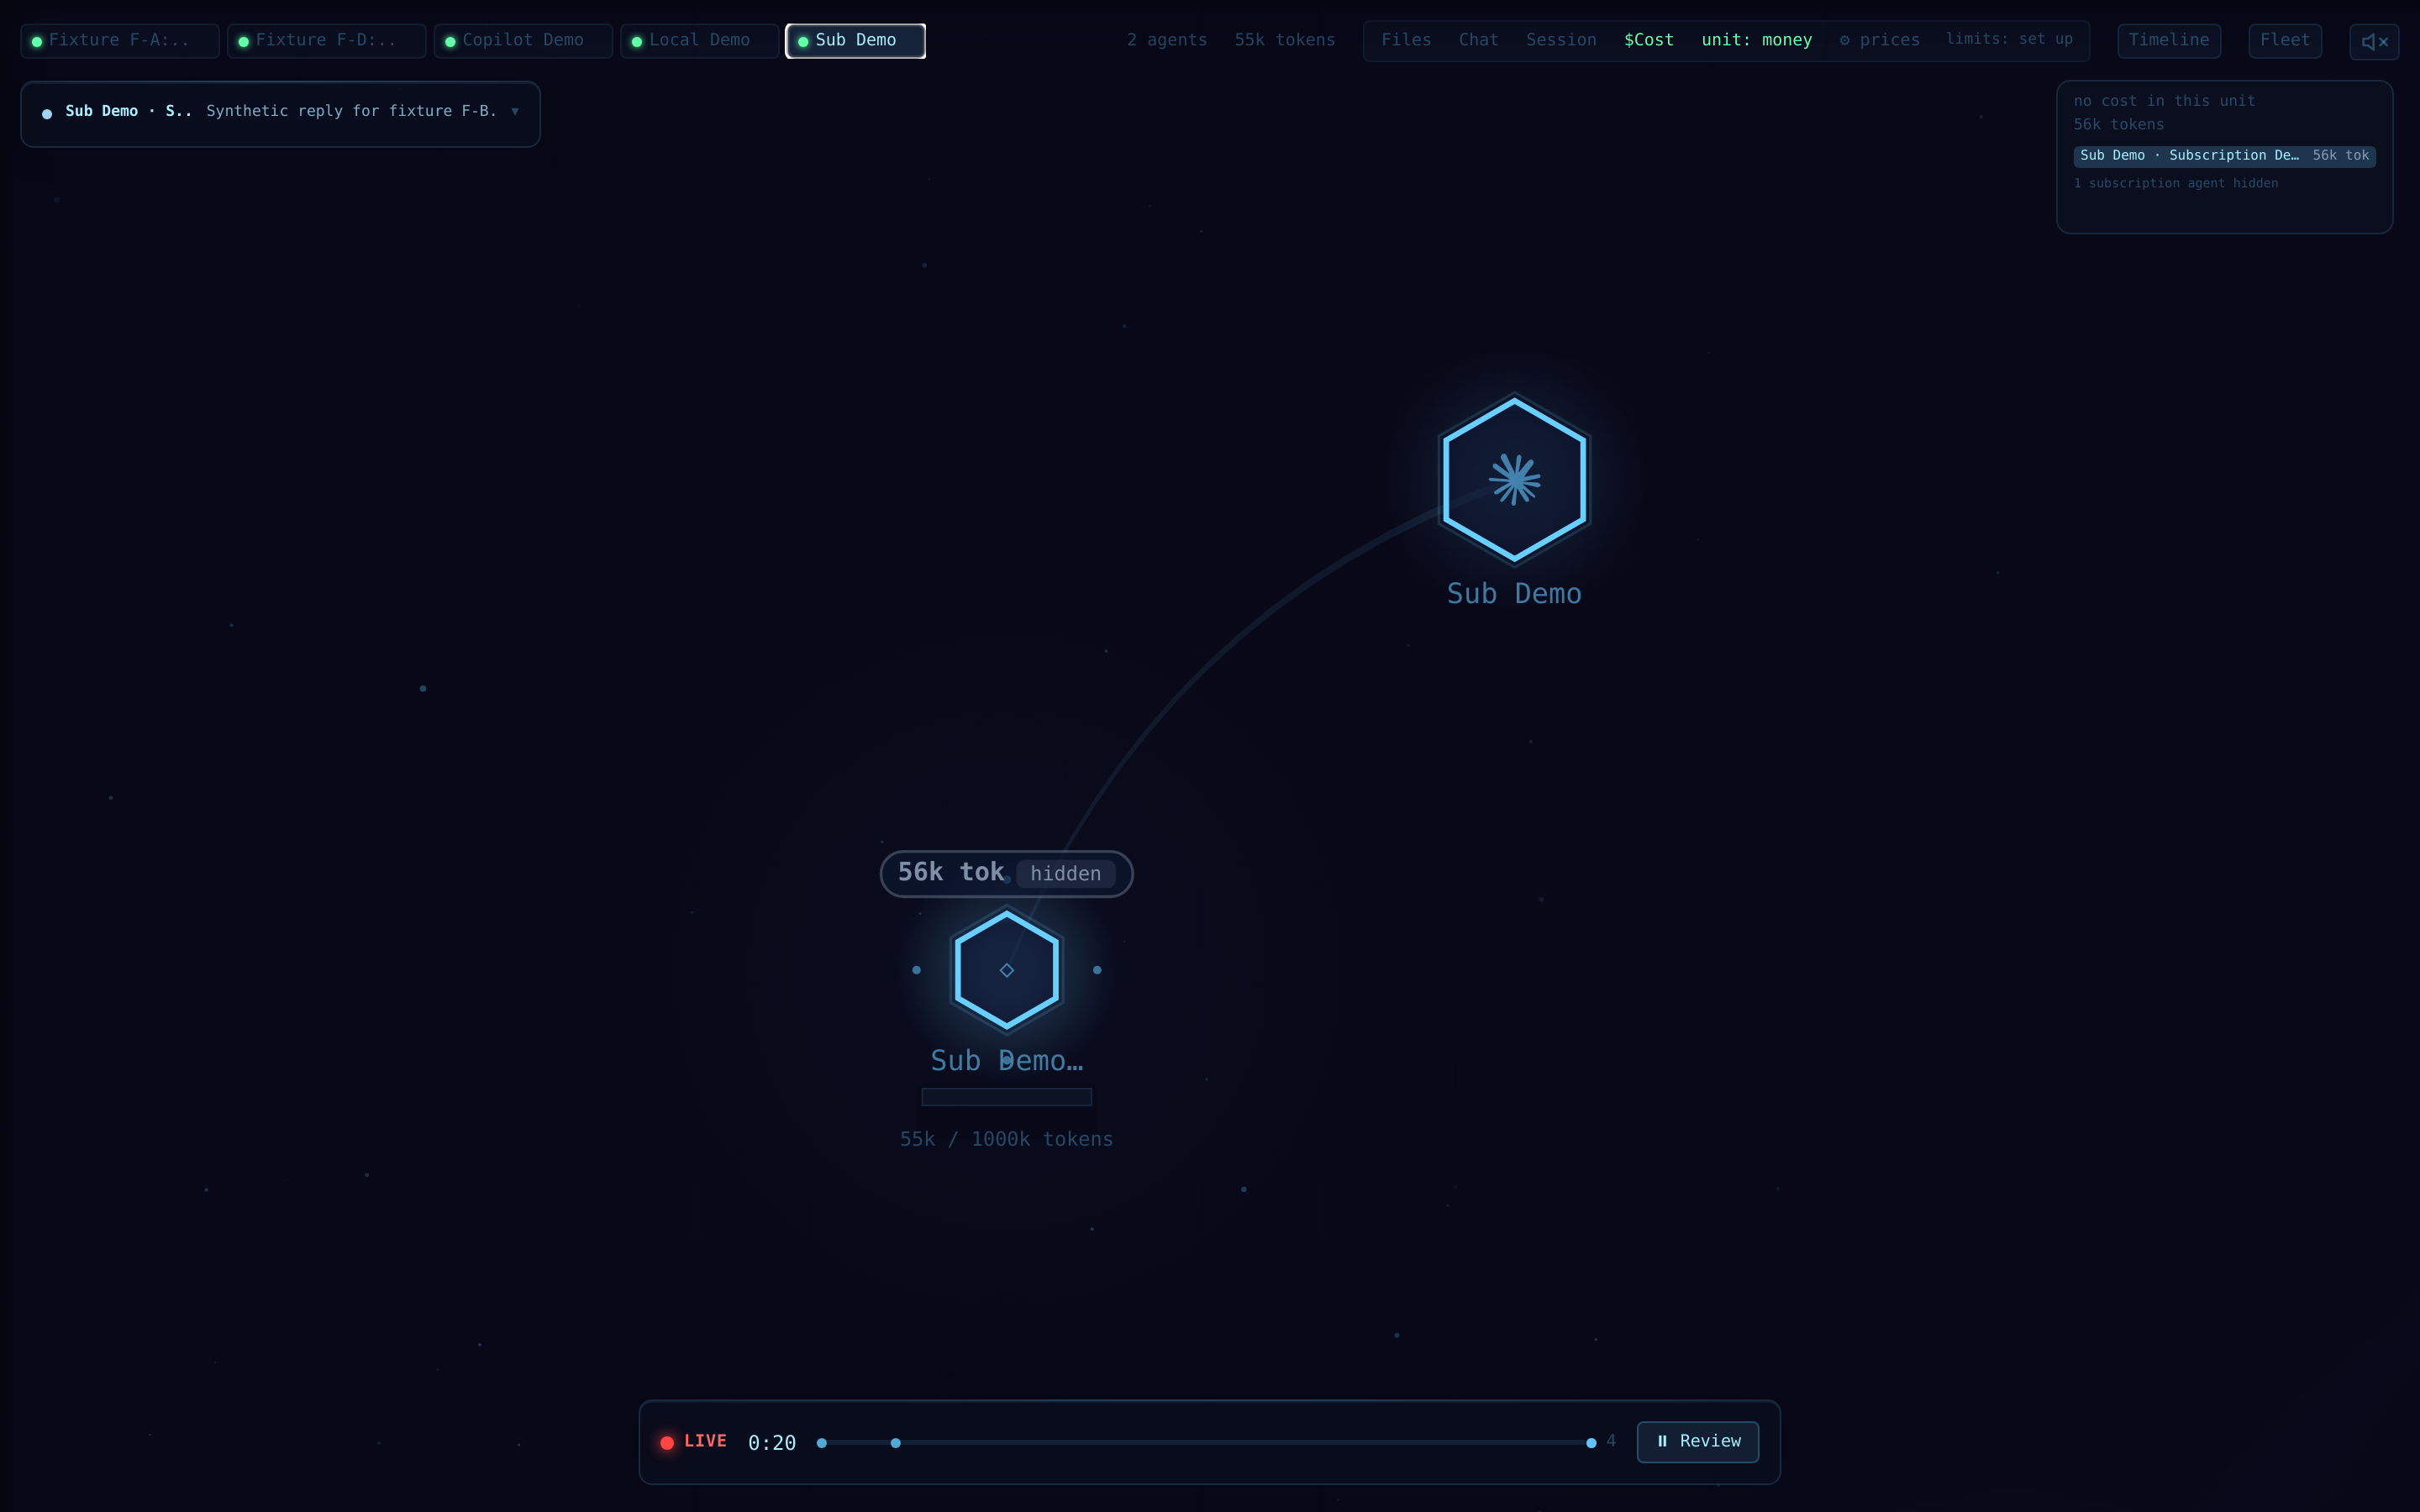 Fixture F-A:.. Fixture F-D:.. Copilot Demo Local Demo Sub Demo 2 agents 55k tokens Files Chat Session $Cost unit: money ⚙ prices limits: set up Timeline Fleet
Sub Demo · S.. Synthetic reply for fixture F-B. ▼
no cost in this unit
56k tokens
Sub Demo · Subscription De… 56k tok
1 subscription agent hidden
Sub Demo
56k tok hidden
Sub Demo…
55k / 1000k tokens
LIVE 0:20 4 Review